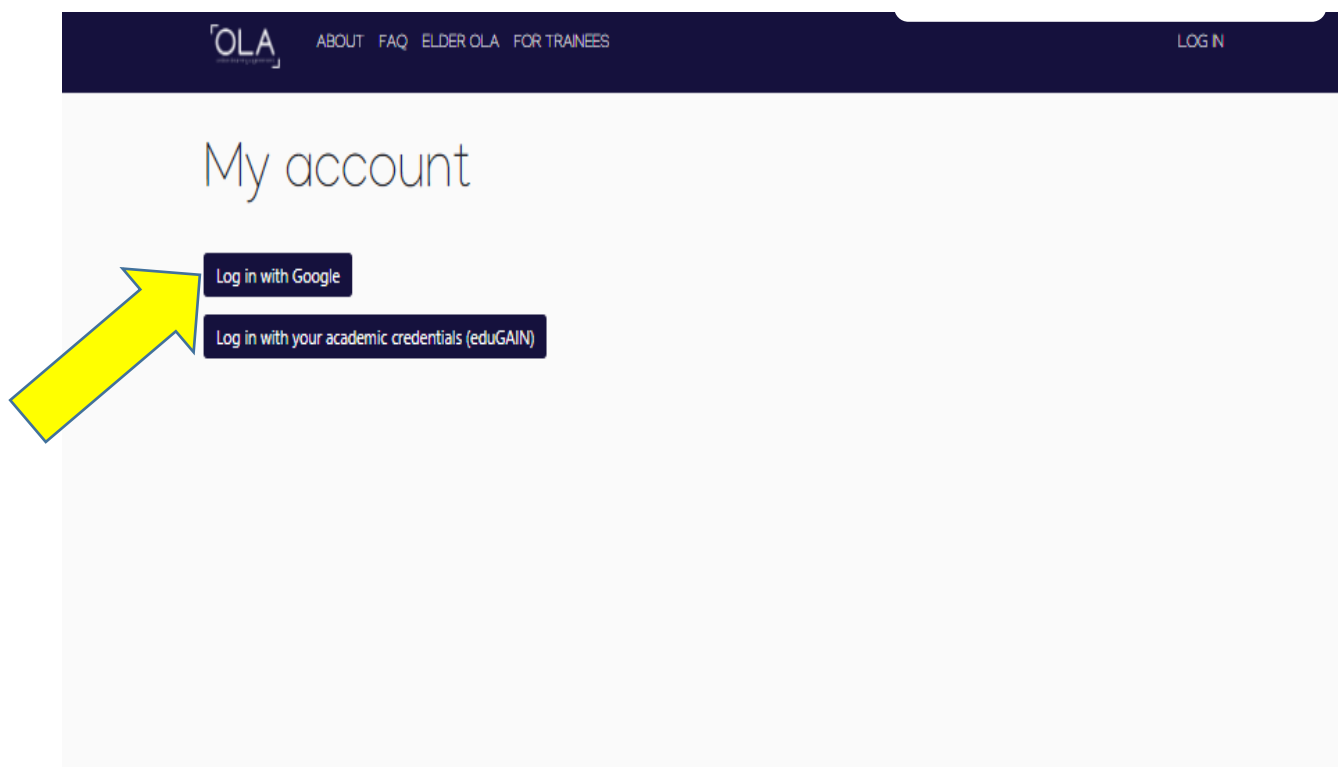 OLA
ABOUT FAQ ELDER OLA FOR TRAINEES LOG IN
My account
Log in with Google
Log in with your academic credentials (eduGAIN)